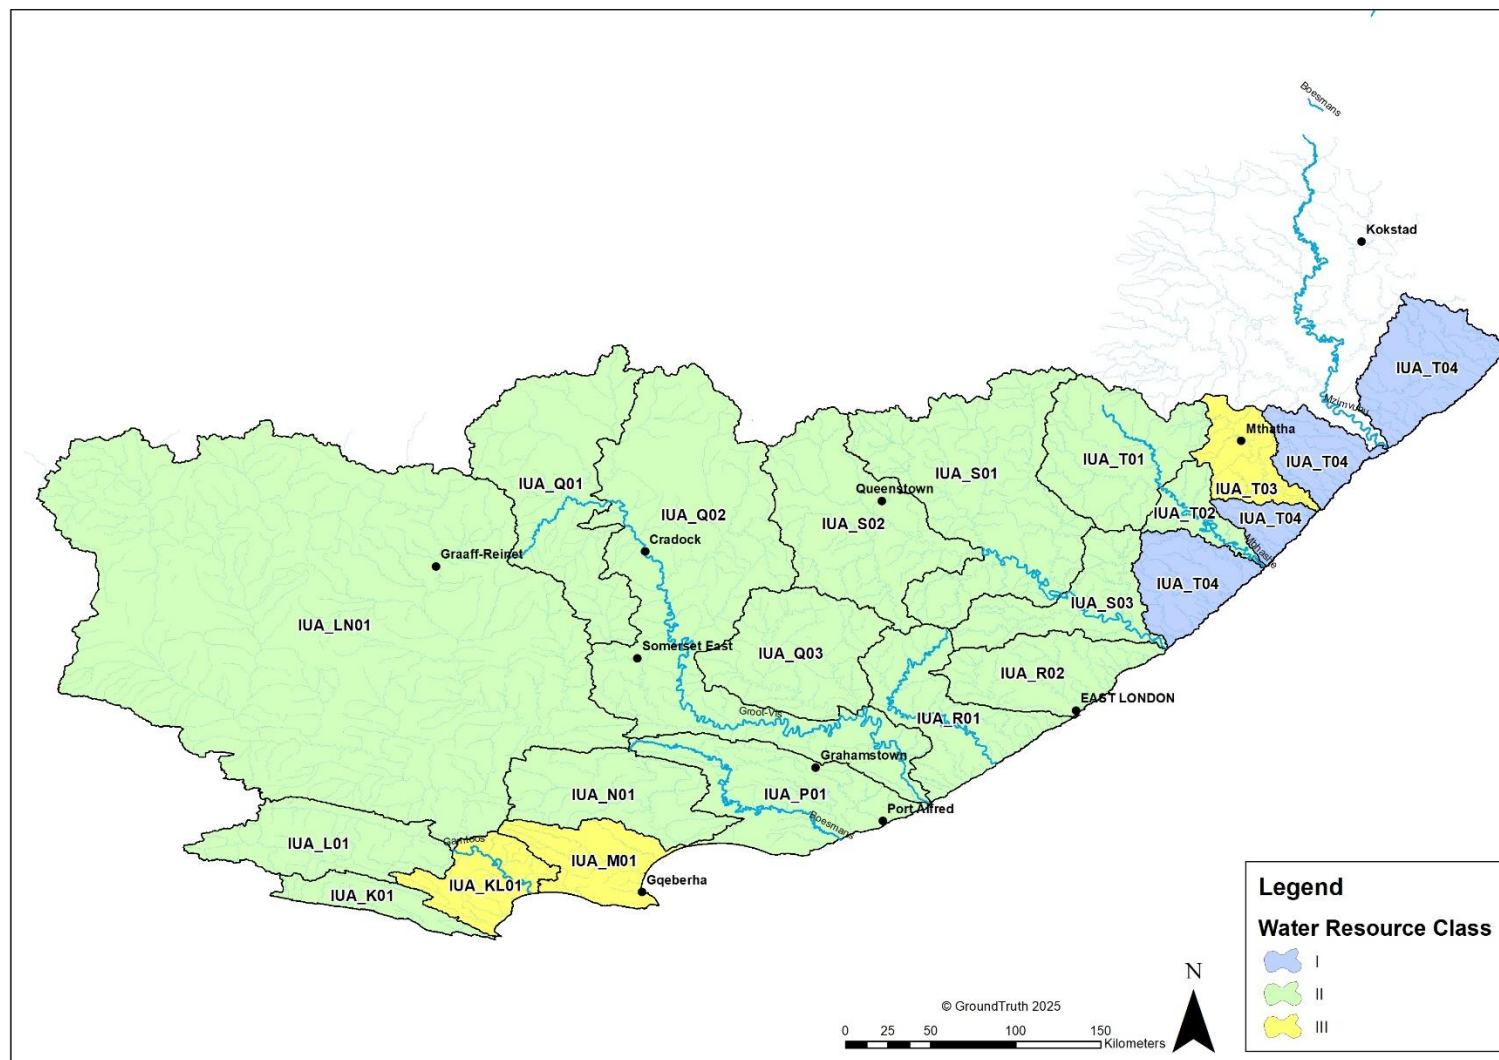 Boesmans
Kokstad
IUA_T04
Mzimvubu
Mthatha
IUA_T04
IUA_T01
IUA_S01
IUA_Q01
Queenstown
IUA_T03
IUA_T02
IUA_T04
IUA_Q02
IUA_S02
Cradock
Mbhashe
Graaff-Reinet
IUA_T04
IUA_S03
IUA_LN01
Somerset East
IUA_Q03
IUA_R02
EAST LONDON
Groot-Vis
IUA_R01
Grahamstown
IUA_N01
IUA_P01
Port Alfred
Boesmans
Gamtoos
IUA_L01
IUA_M01
IUA_KL01
IUA_K01
Gqeberha
Legend
Water Resource Class
I
II
III
N
© GroundTruth 2025
0 25 50 100 150
Kilometers